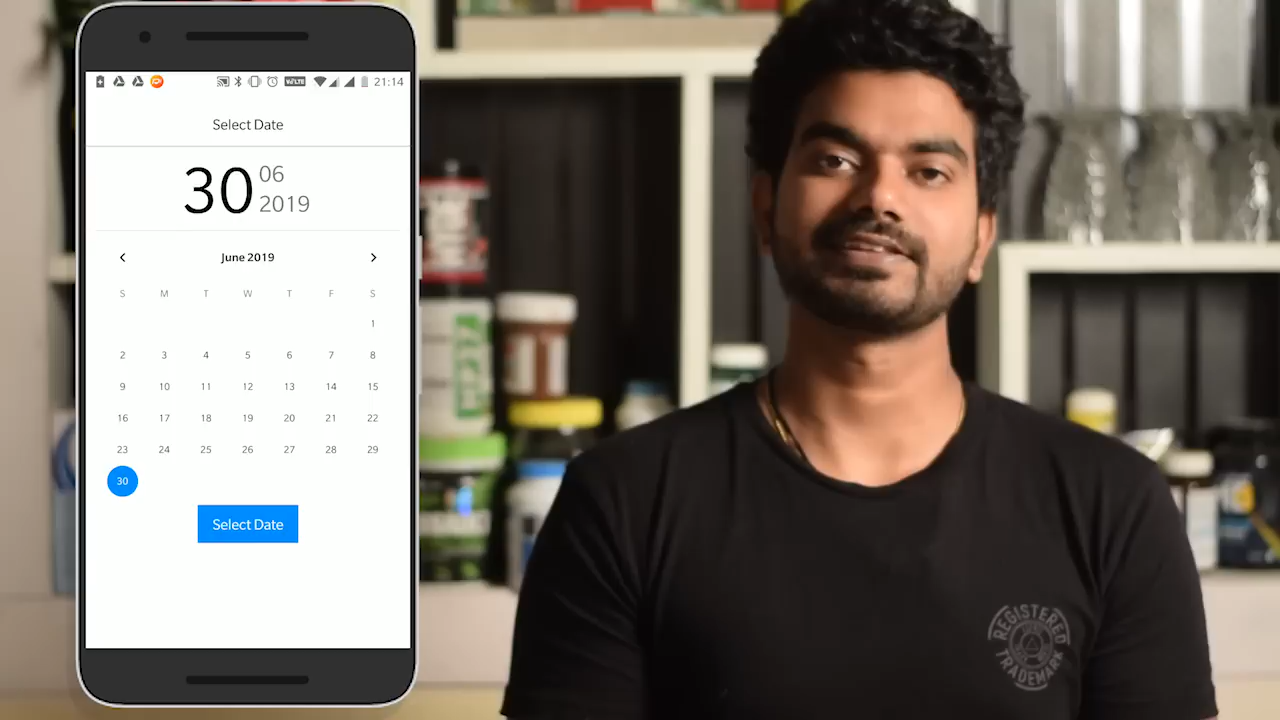 VoLTE 21:14
Select Date
30 06
2019
June 2019
S M T W T F S
1
2 3 4 5 6 7 8
9 10 11 12 13 14 15
16 17 18 19 20 21 22
23 24 25 26 27 28 29
30
Select Date
REGISTERED
TRADEMARK